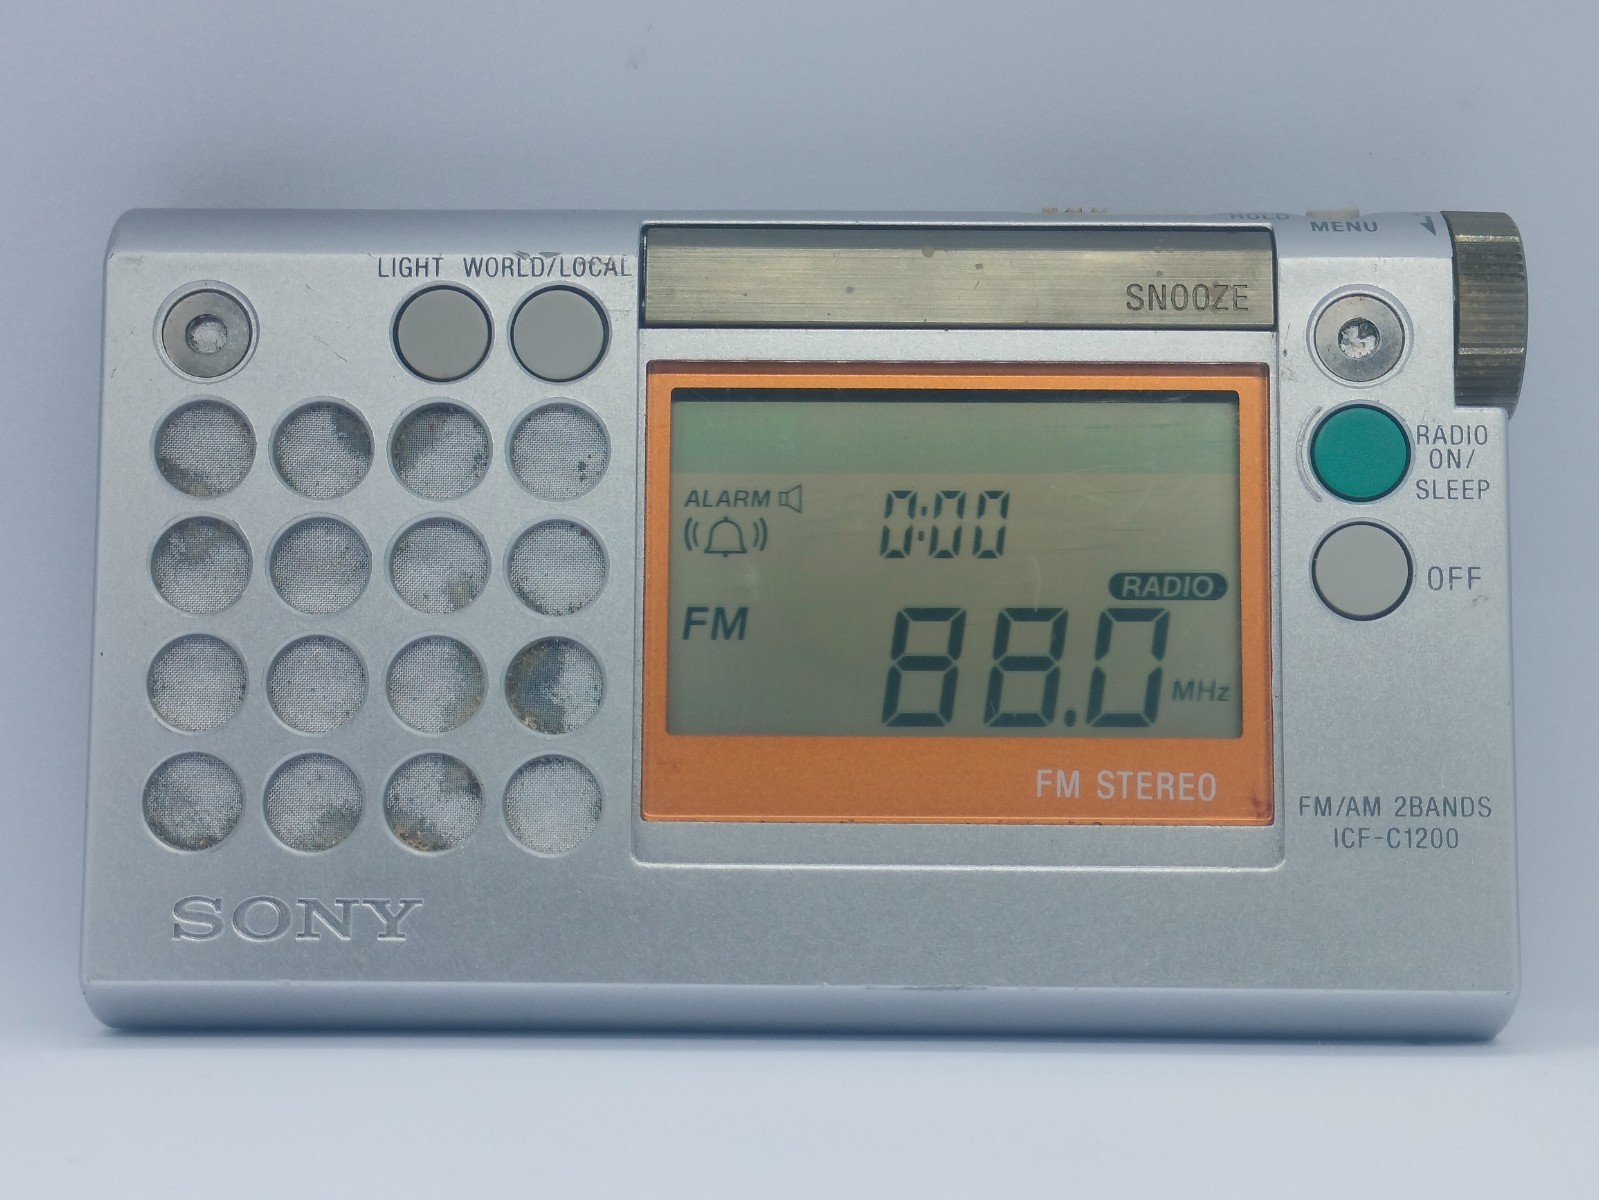 HOLD
MENU
LIGHT WORLD/LOCAL
SNOOZE
RADIO
ON/
SLEEP
ALARM
0:00
OFF
RADIO
FM
88.0
MHz
FM STEREO
FM/AM 2BANDS
ICF-C1200
SONY